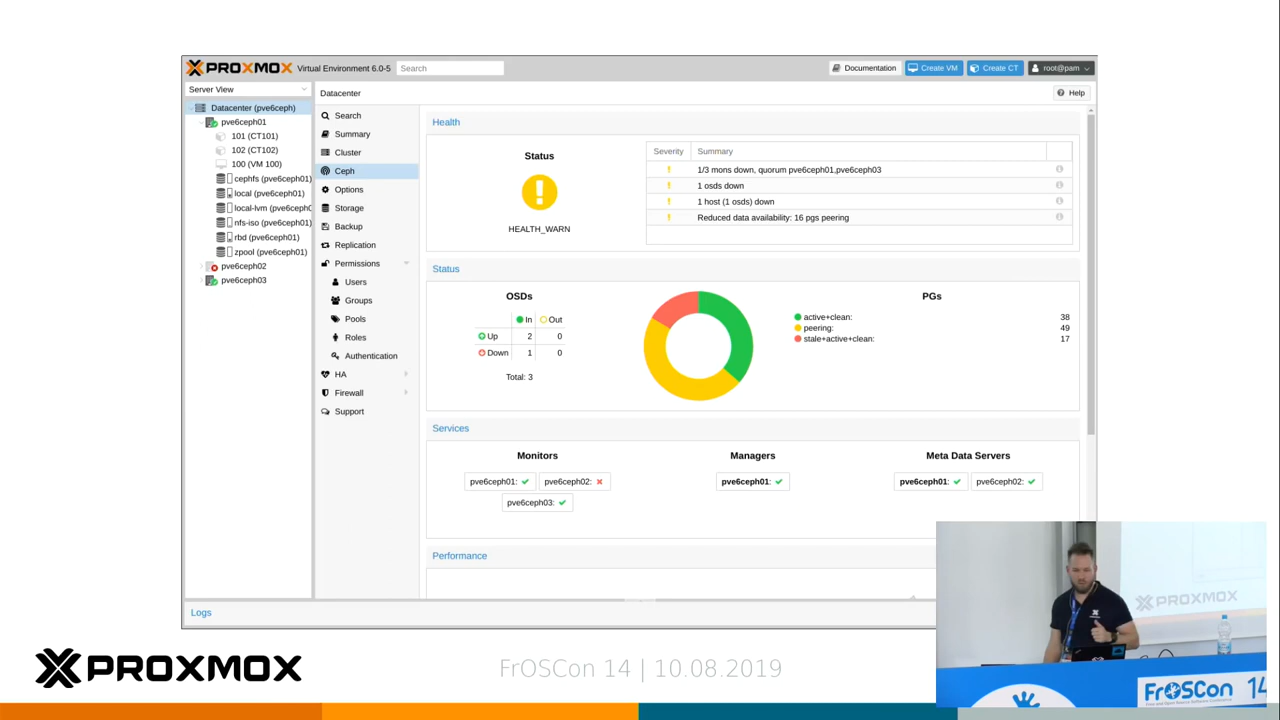 PROXMOX Virtual Environment 6.0-5 Search Documentation Create VM Create CT root@pam
Server View
Datacenter (pve6ceph)
pve6ceph01
101 (CT101)
102 (CT102)
100 (VM 100)
cephfs (pve6ceph01)
local (pve6ceph01)
local-lvm (pve6ceph0
nfs-iso (pve6ceph01)
rbd (pve6ceph01)
zpool (pve6ceph01)
pve6ceph02
pve6ceph03
Datacenter Help
Search
Summary
Cluster
Ceph
Options
Storage
Backup
Replication
Permissions
Users
Groups
Pools
Roles
Authentication
HA
Firewall
Support
Health
Status
HEALTH_WARN
Severity Summary
1/3 mons down, quorum pve6ceph01,pve6ceph03
1 osds down
1 host (1 osds) down
Reduced data availability: 16 pgs peering
Status
OSDs
In Out
Up 2 0
Down 1 0
Total: 3
PGs
active+clean: 38
peering: 49
stale+active+clean: 17
Services
Monitors
pve6ceph01: pve6ceph02:
pve6ceph03:
Managers
pve6ceph01:
Meta Data Servers
pve6ceph01: pve6ceph02:
Performance
Logs
PROXMOX
FrOSCon 14 | 10.08.2019
PROXMOX
FrOSCon 14